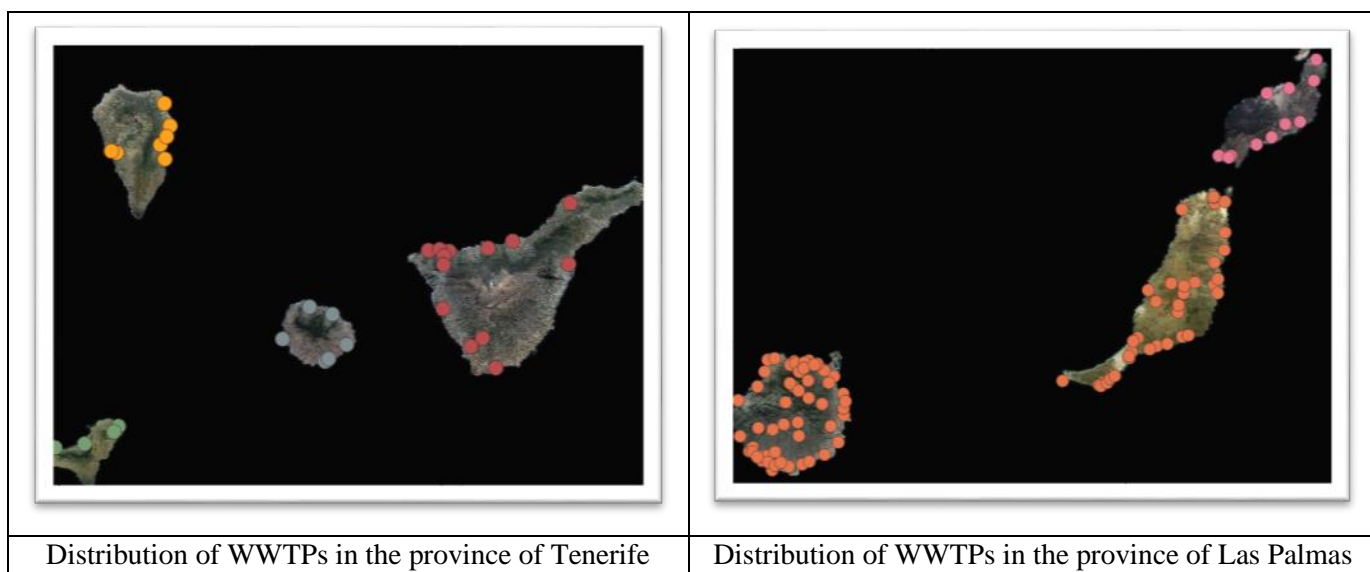 Distribution of WWTPs in the province of Tenerife
Distribution of WWTPs in the province of Las Palmas